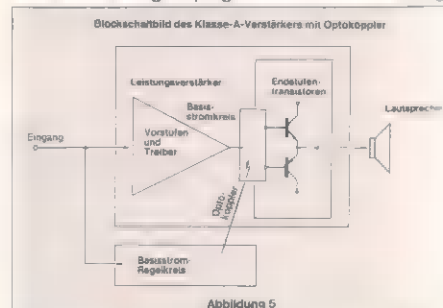 Blockschaltbild des Klasse-A-Verstärkers mit Optokoppler
Leistungsverstärker
Endstufen-
transistoren
Basis-
stromkreis
Lautsprecher
Eingang
Vorstufen
und
Treiber
Opto-
koppler
Basisstrom-
Regelkreis
Abbildung 5